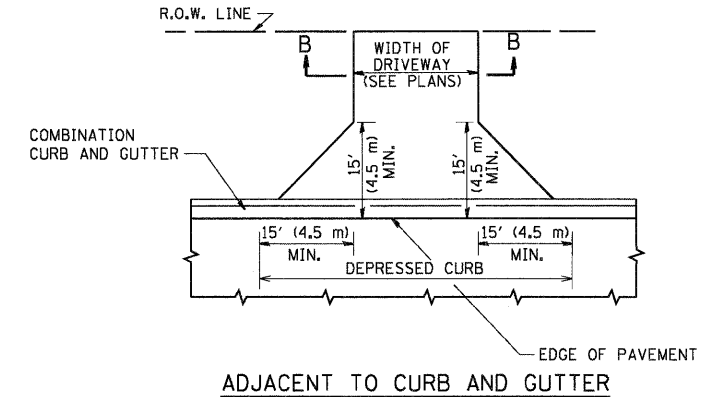 R.O.W. LINE
B
B
WIDTH OF
DRIVEWAY
(SEE PLANS)
COMBINATION
CURB AND GUTTER
15'
(4.5 m)
MIN.
15'
(4.5 m)
MIN.
15' (4.5 m)
MIN.
15' (4.5 m)
MIN.
DEPRESSED CURB
EDGE OF PAVEMENT
ADJACENT TO CURB AND GUTTER